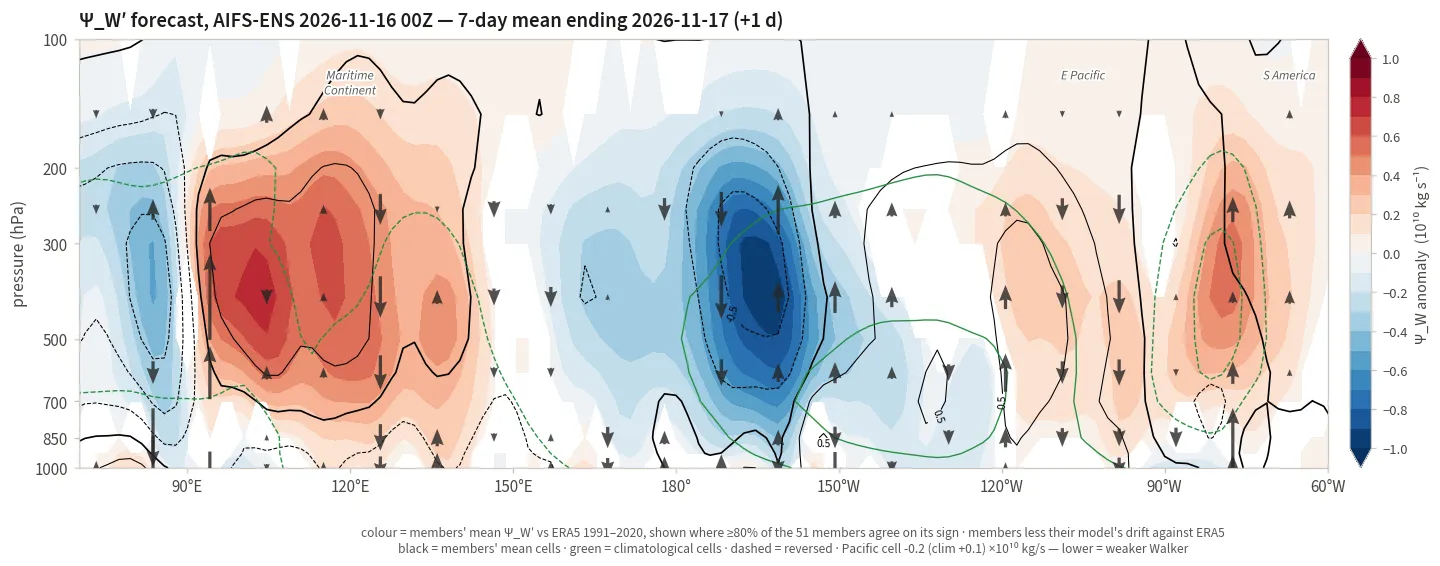 Ψ_W′ forecast, AIFS-ENS 2026-11-16 00Z — 7-day mean ending 2026-11-17 (+1 d)
100
200
300
400
500
700
850
1000
pressure (hPa)
Maritime
Continent
E Pacific
S America
-0.5
0.5
0.5
0.5
90°E
120°E
150°E
180°
150°W
120°W
90°W
60°W
1.0
0.8
0.6
0.4
0.2
0.0
−0.2
−0.4
−0.6
−0.8
−1.0
Ψ_W anomaly (10¹⁰ kg s⁻¹)
colour = members' mean Ψ_W′ vs ERA5 1991–2020, shown where ≥80% of the 51 members agree on its sign · members less their model's drift against ERA5
black = members' mean cells · green = climatological cells · dashed = reversed · Pacific cell -0.2 (clim +0.1) ×10¹⁰ kg/s — lower = weaker Walker